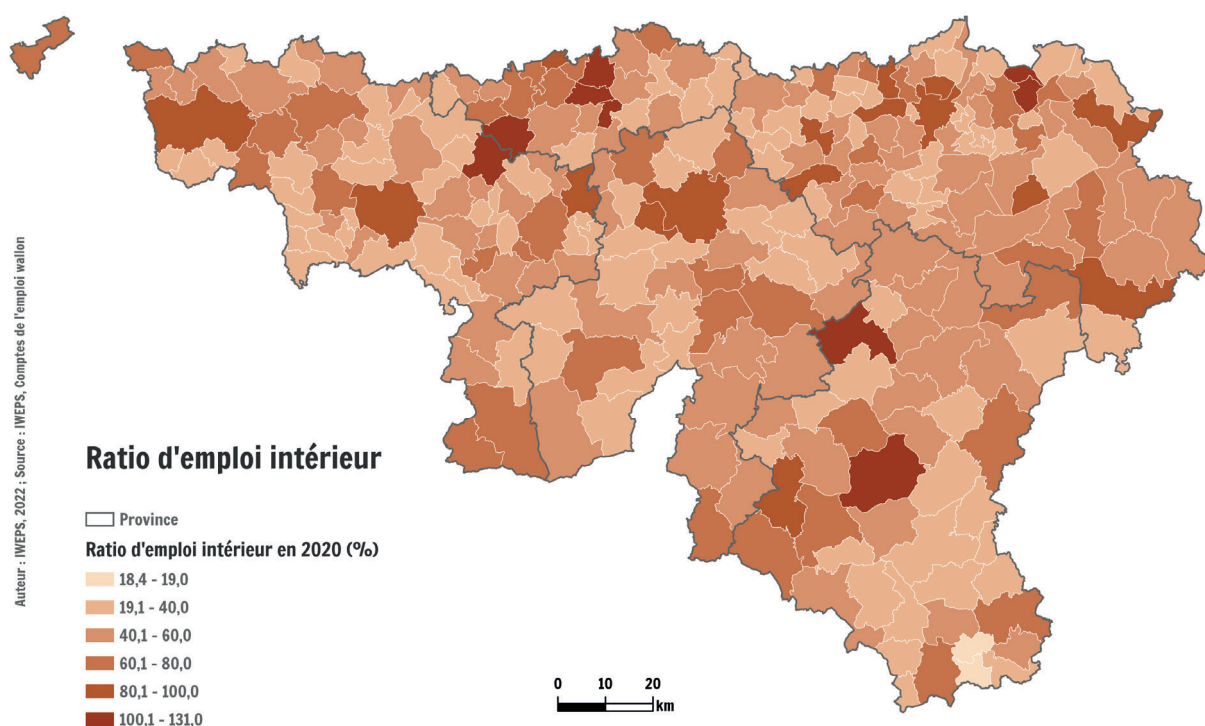 Ratio d'emploi intérieur
Province
Ratio d'emploi intérieur en 2020 (%)
18,4 - 19,0
19,1 - 40,0
40,1 - 60,0
60,1 - 80,0
80,1 - 100,0
100,1 - 131,0
0 10 20
km
Auteur : IWEPS, 2022 ; Source : IWEPS, Comptes de l'emploi wallon